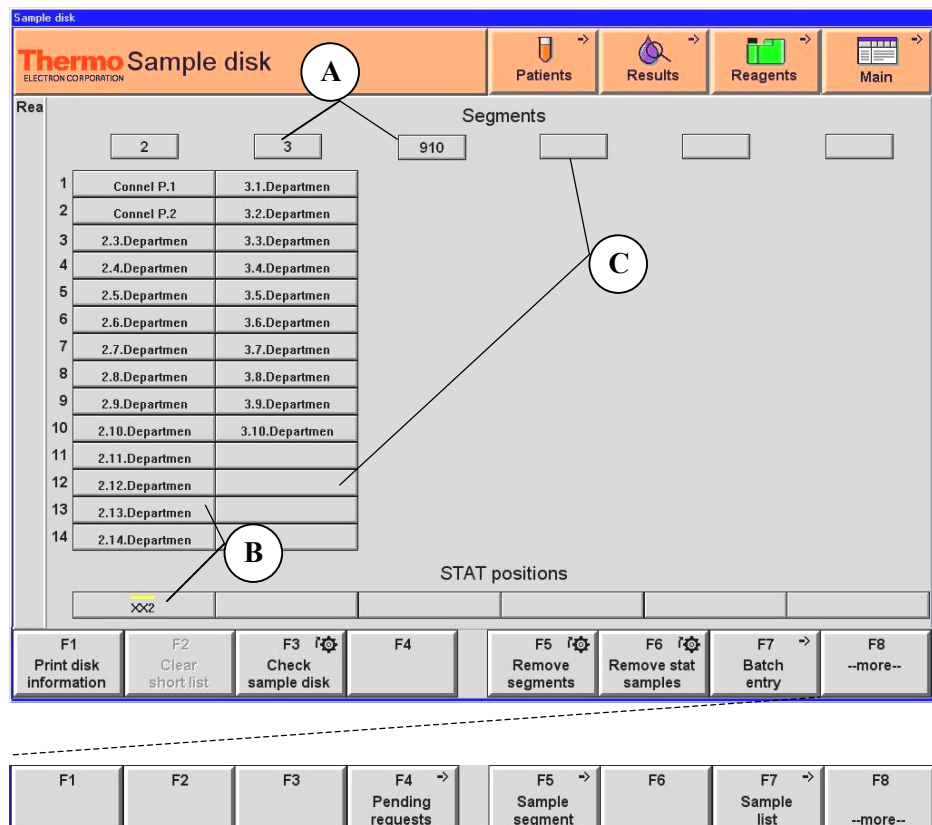 Sample disk
Thermo
ELECTRON CORPORATION
Sample disk
A
Patients
Results
Reagents
Main
Rea
Segments
2 3 910
1 Connel P.1 3.1.Departmen
2 Connel P.2 3.2.Departmen
3 2.3.Departmen 3.3.Departmen
4 2.4.Departmen 3.4.Departmen
C
5 2.5.Departmen 3.5.Departmen
6 2.6.Departmen 3.6.Departmen
7 2.7.Departmen 3.7.Departmen
8 2.8.Departmen 3.8.Departmen
9 2.9.Departmen 3.9.Departmen
10 2.10.Departmen 3.10.Departmen
11 2.11.Departmen
12 2.12.Departmen
13 2.13.Departmen
14 2.14.Departmen
B
STAT positions
XX2
F1
Print disk
information
F2
Clear
short list
F3
Check
sample disk
F4
F5
Remove
segments
F6
Remove stat
samples
F7
Batch
entry
F8
--more--
F1
F2
F3
F4
Pending
requests
F5
Sample
segment
F6
F7
Sample
list
F8
--more--